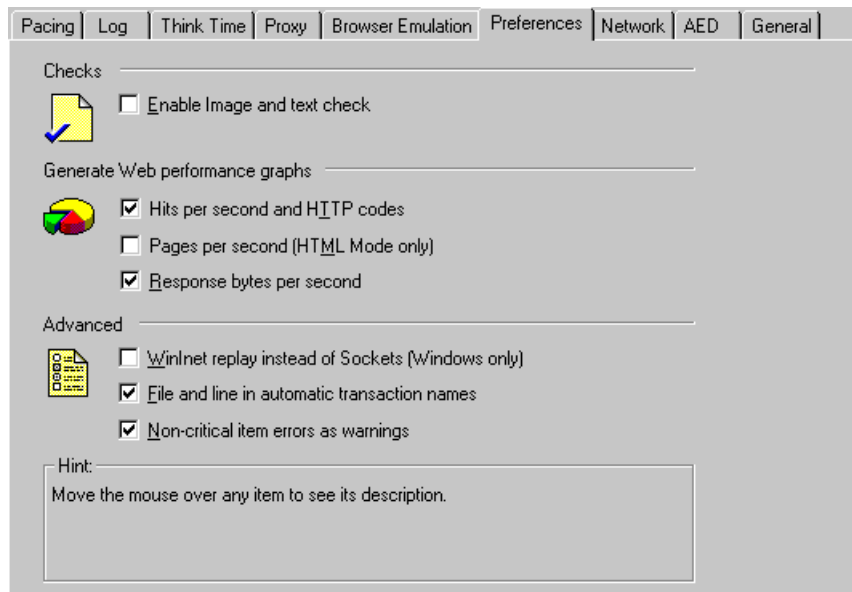 Pacing Log Think Time Proxy Browser Emulation Preferences Network AED General
Checks
Enable Image and text check
Generate Web performance graphs
Hits per second and HTTP codes
Pages per second (HTML Mode only)
Response bytes per second
Advanced
WinInet replay instead of Sockets (Windows only)
File and line in automatic transaction names
Non-critical item errors as warnings
Hint:
Move the mouse over any item to see its description.